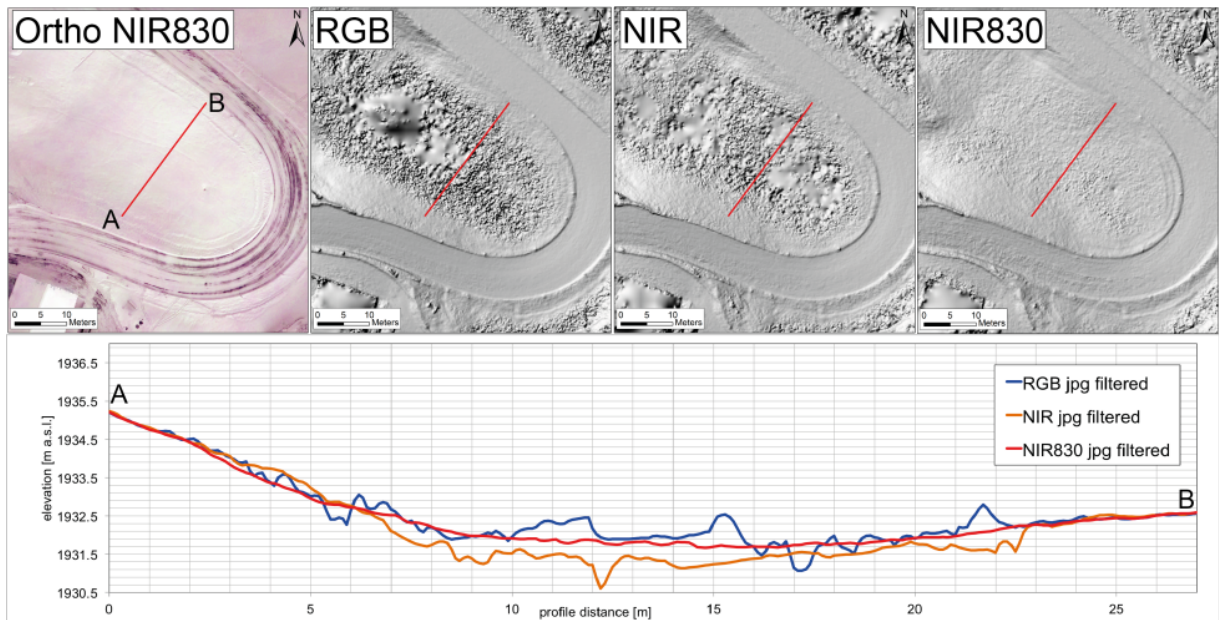 Ortho NIR830
N
B
A
0 5 10
Meters
RGB
N
0 5 10
Meters
NIR
N
0 5 10
Meters
NIR830
N
0 5 10
Meters
1936.5
1935.5
1934.5
1933.5
1932.5
1931.5
1930.5
elevation [m a.s.l.]
A
B
RGB jpg filtered
NIR jpg filtered
NIR830 jpg filtered
0 5 10 15 20 25
profile distance [m]